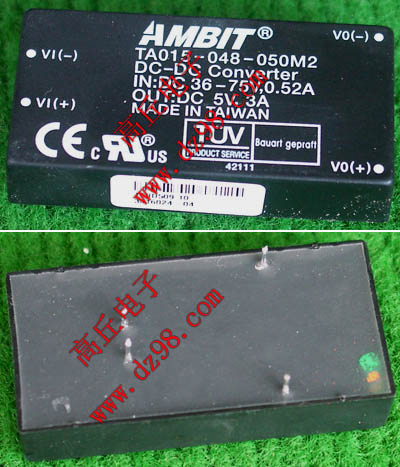 AMBIT®
V0(-)
VI(-)
TA015-048-050M2
DC-DC Converter
IN:DC 36-75V,0.52A
OUT:DC 5V,3A
MADE IN TAIWAN
VI(+)
CE c RU® US
TUV
PRODUCT SERVICE
Bauart geprüft
42111
V0(+)
高丘电子
www.dz98.com
高丘电子
www.dz98.com